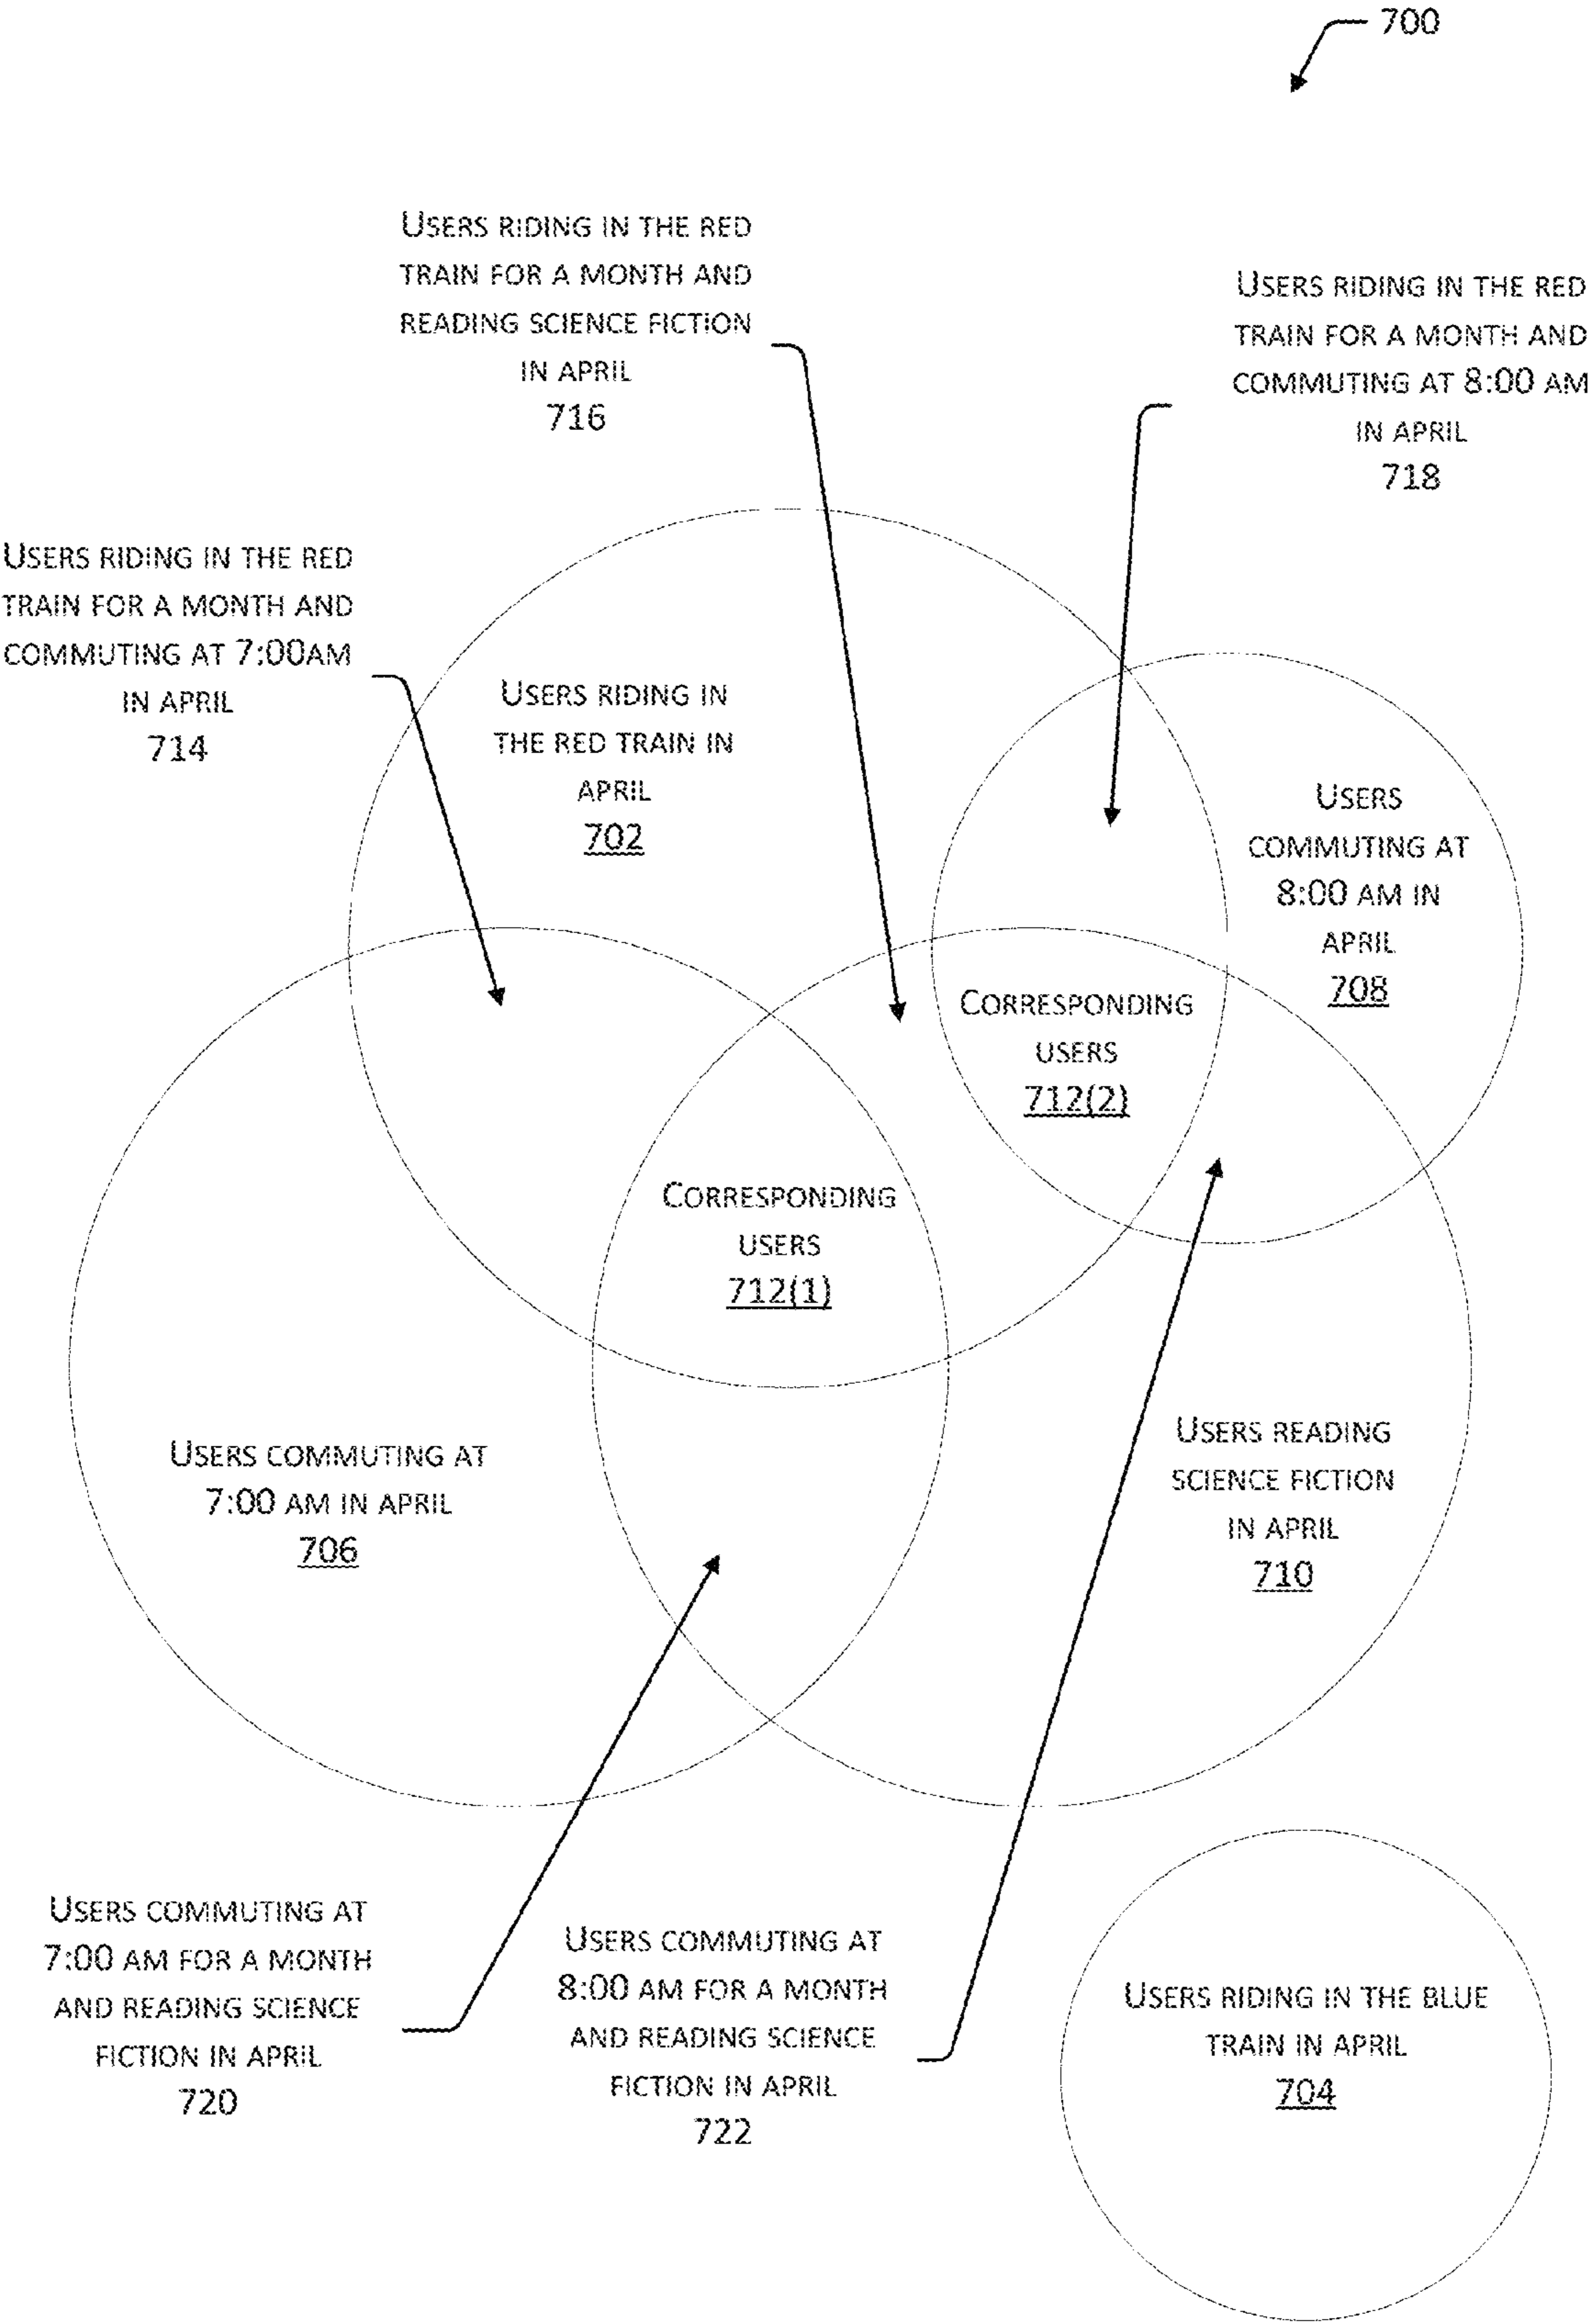 700
USERS RIDING IN THE RED
TRAIN FOR A MONTH AND
READING SCIENCE FICTION
IN APRIL
716
USERS RIDING IN THE RED
TRAIN FOR A MONTH AND
COMMUTING AT 8:00 AM
IN APRIL
718
USERS RIDING IN THE RED
TRAIN FOR A MONTH AND
COMMUTING AT 7:00AM
IN APRIL
714
USERS RIDING IN
THE RED TRAIN IN
APRIL
702
USERS
COMMUTING AT
8:00 AM IN
APRIL
708
CORRESPONDING
USERS
712(2)
CORRESPONDING
USERS
712(1)
USERS COMMUTING AT
7:00 AM IN APRIL
706
USERS READING
SCIENCE FICTION
IN APRIL
710
USERS COMMUTING AT
7:00 AM FOR A MONTH
AND READING SCIENCE
FICTION IN APRIL
720
USERS COMMUTING AT
8:00 AM FOR A MONTH
AND READING SCIENCE
FICTION IN APRIL
722
USERS RIDING IN THE BLUE
TRAIN IN APRIL
704